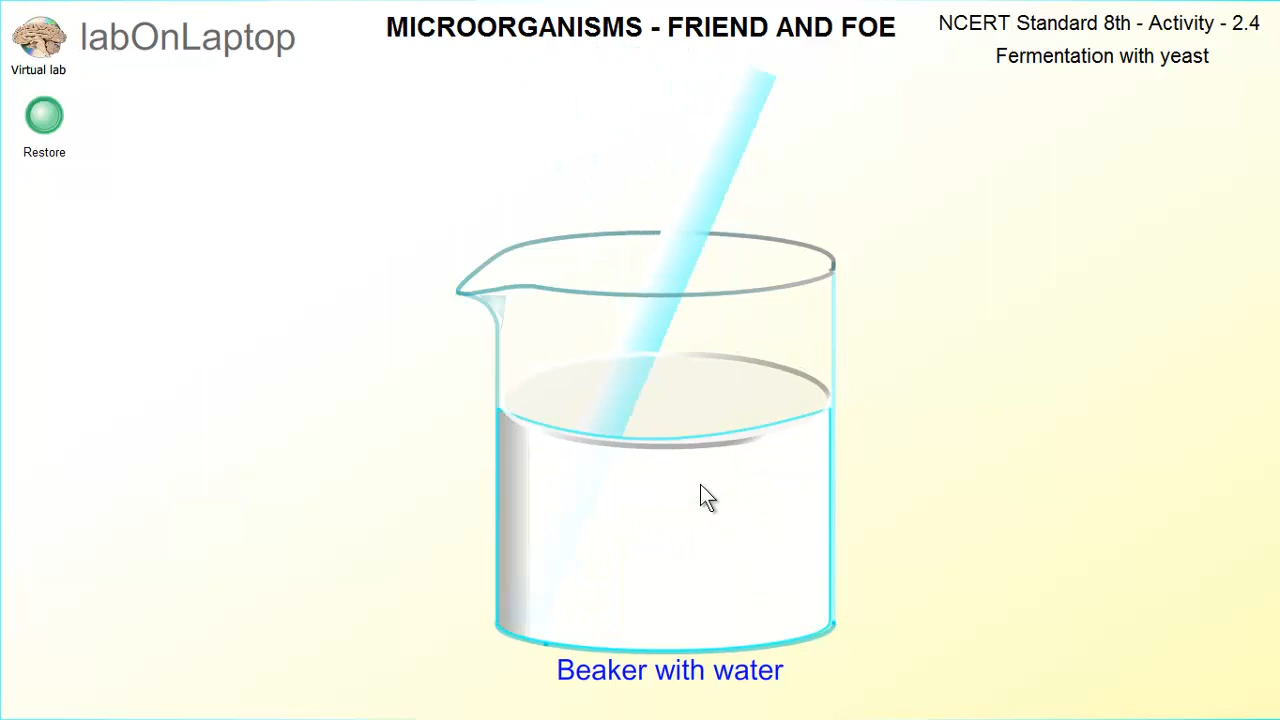 labOnLaptop
Virtual lab
Restore
MICROORGANISMS - FRIEND AND FOE
NCERT Standard 8th - Activity - 2.4
Fermentation with yeast
Beaker with water